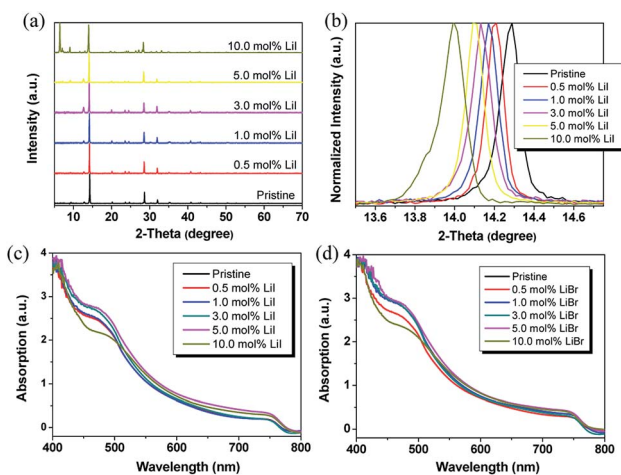 (a)
10.0 mol% LiI
5.0 mol% LiI
3.0 mol% LiI
1.0 mol% LiI
0.5 mol% LiI
Pristine
Intensity (a.u.)
10 20 30 40 50 60 70
2-Theta (degree)
(b)
Normalized Intensity (a.u.)
Pristine
0.5 mol% LiI
1.0 mol% LiI
3.0 mol% LiI
5.0 mol% LiI
10.0 mol% LiI
13.6 13.8 14.0 14.2 14.4 14.6
2-Theta (degree)
(c)
Absorption (a.u.)
4
3
2
1
0
Pristine
0.5 mol% LiI
1.0 mol% LiI
3.0 mol% LiI
5.0 mol% LiI
10.0 mol% LiI
400 500 600 700 800
Wavelength (nm)
(d)
Absorption (a.u.)
4
3
2
1
0
Pristine
0.5 mol% LiBr
1.0 mol% LiBr
3.0 mol% LiBr
5.0 mol% LiBr
10.0 mol% LiBr
400 500 600 700 800
Wavelength (nm)